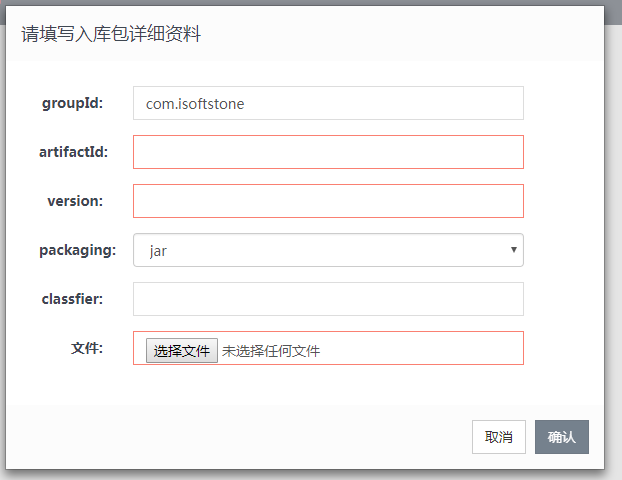 请填写入库包详细资料
groupId: com.isoftstone
artifactId:
version:
packaging: jar
classfier:
文件: 选择文件 未选择任何文件
取消 确认